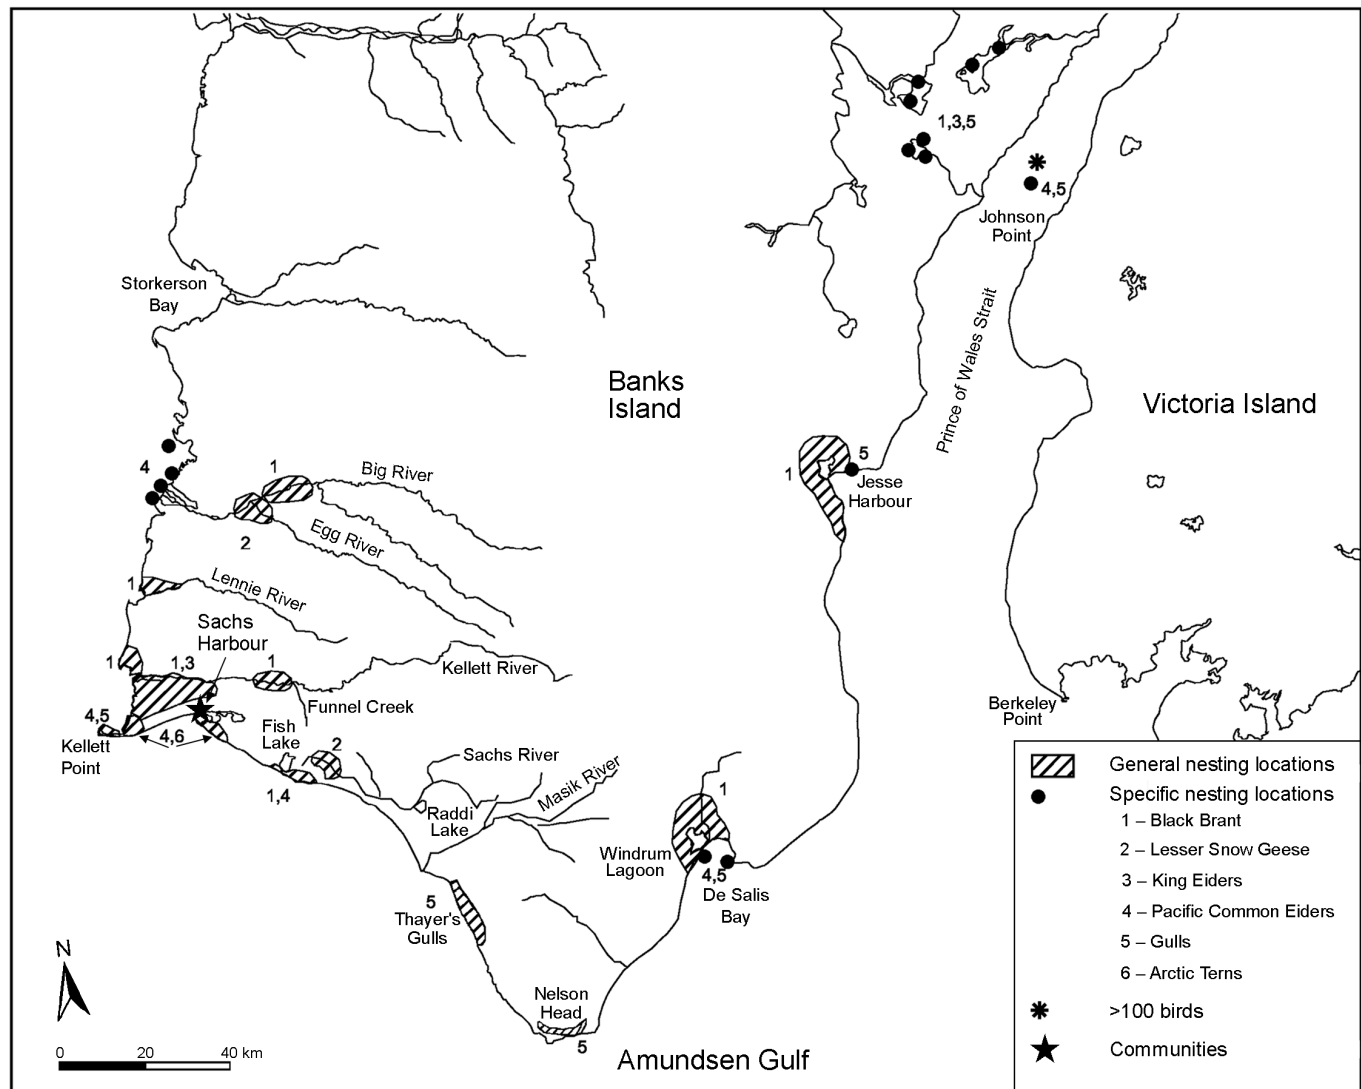 1,3,5
4,5
Johnson
Point
Storkerson
Bay
Prince of Wales Strait
Banks
Island
Victoria Island
4
1
Big River
5
1
Jesse
Harbour
Egg River
2
1
Lennie River
Sachs
Harbour
1
1,3
1
Kellett River
Funnel Creek
Berkeley
Point
4,5
4,6
Fish
Lake
Kellett
Point
2
Sachs River
Masik River
1,4
1
Raddi
Lake
Windrum
Lagoon
4,5
De Salis
Bay
5
Thayer's
Gulls
Nelson
Head
5
Amundsen Gulf
N
0 20 40 km
General nesting locations
Specific nesting locations
1 – Black Brant
2 – Lesser Snow Geese
3 – King Eiders
4 – Pacific Common Eiders
5 – Gulls
6 – Arctic Terns
>100 birds
Communities